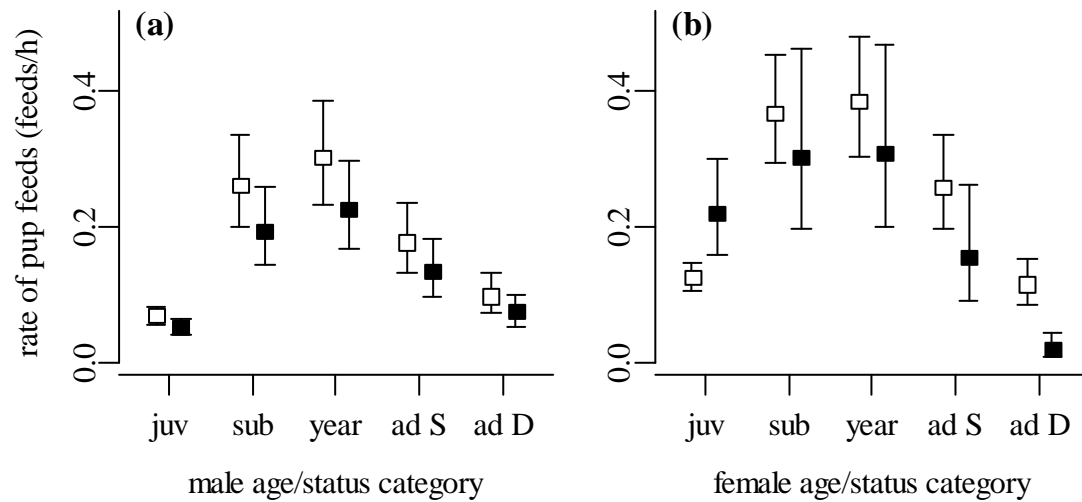 (a)
(b)
rate of pup feeds (feeds/h)
0.4
0.2
0.0
0.4
0.2
0.0
juv sub year ad S ad D
juv sub year ad S ad D
male age/status category
female age/status category